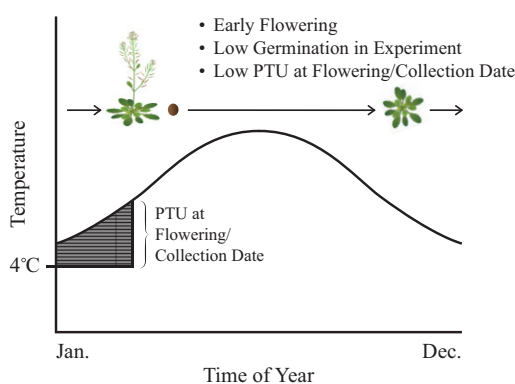 • Early Flowering
• Low Germination in Experiment
• Low PTU at Flowering/Collection Date
Temperature
PTU at
Flowering/
Collection Date
4°C
Jan.
Dec.
Time of Year